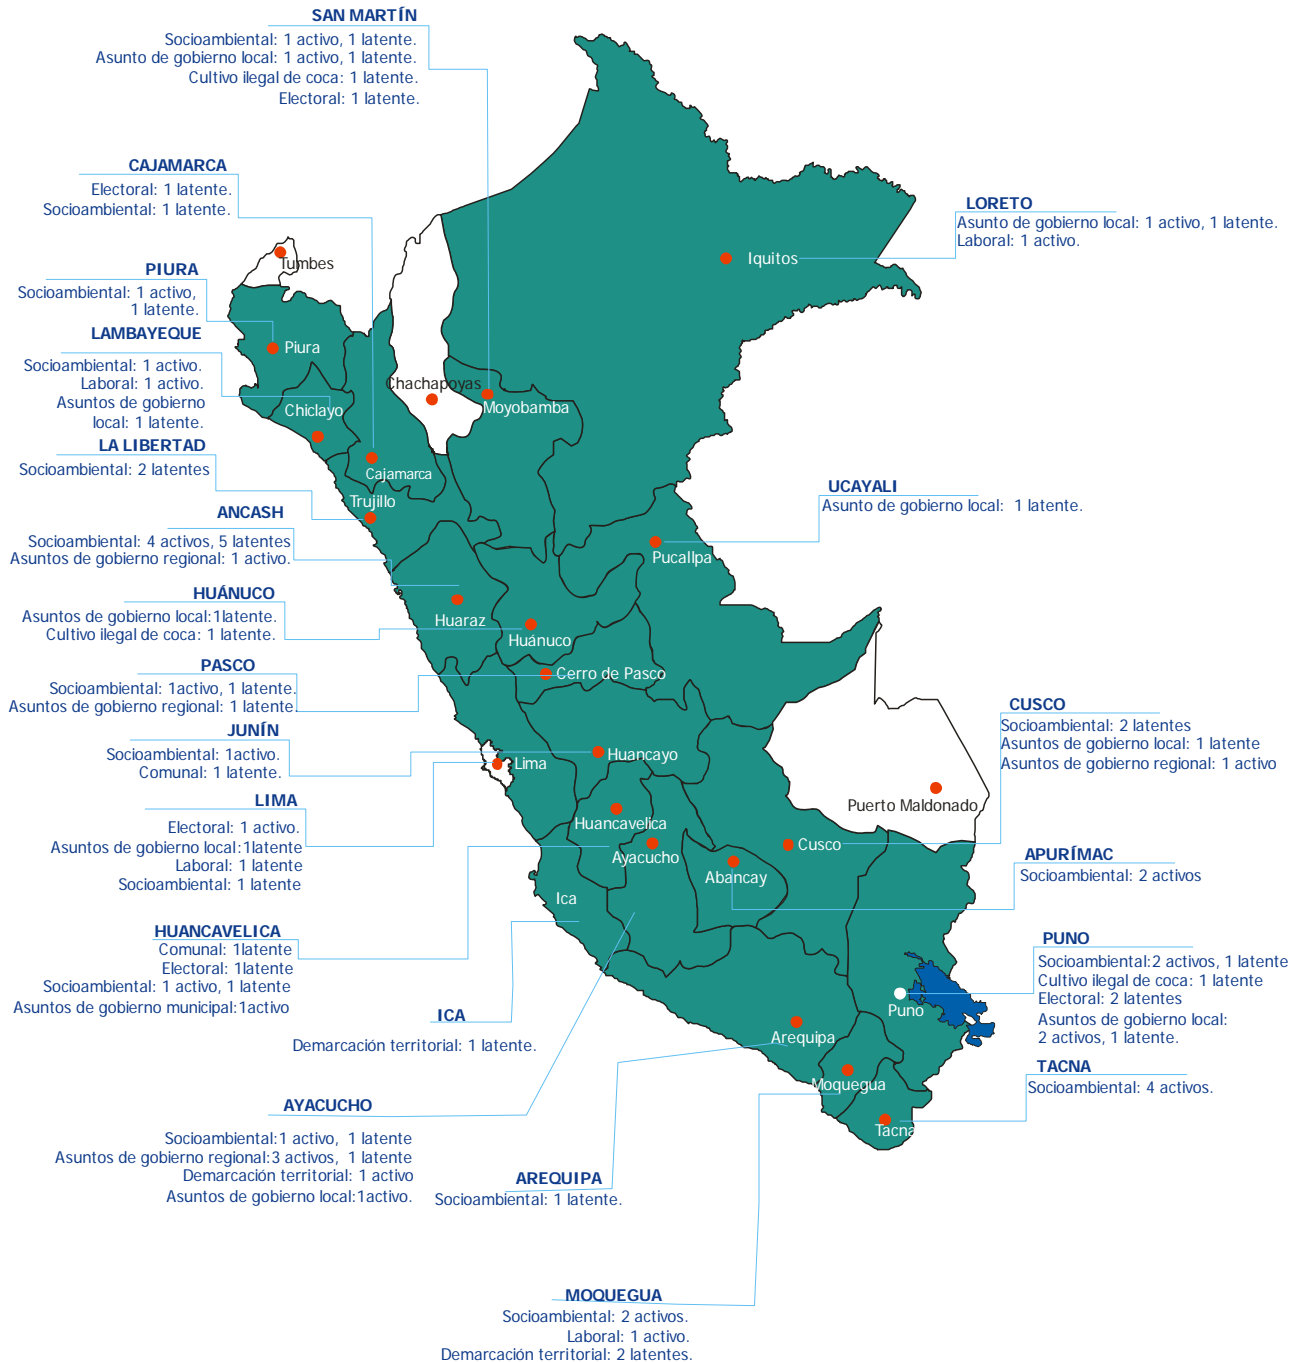 SAN MARTÍN
Socioambiental: 1 activo, 1 latente.
Asunto de gobierno local: 1 activo, 1 latente.
Cultivo ilegal de coca: 1 latente.
Electoral: 1 latente.
CAJAMARCA
Electoral: 1 latente.
Socioambiental: 1 latente.
PIURA
Socioambiental: 1 activo,
1 latente.
LAMBAYEQUE
Socioambiental: 1 activo.
Laboral: 1 activo.
Asuntos de gobierno
local: 1 latente.
LA LIBERTAD
Socioambiental: 2 latentes
ANCASH
Socioambiental: 4 activos, 5 latentes
Asuntos de gobierno regional: 1 activo.
HUÁNUCO
Asuntos de gobierno local:1latente.
Cultivo ilegal de coca: 1 latente.
PASCO
Socioambiental: 1activo, 1 latente.
Asuntos de gobierno regional: 1 latente.
JUNÍN
Socioambiental: 1activo.
Comunal: 1 latente.
LIMA
Electoral: 1 activo.
Asuntos de gobierno local:1latente
Laboral: 1 latente
Socioambiental: 1 latente
HUANCAVELICA
Comunal: 1latente
Electoral: 1latente
Socioambiental: 1 activo, 1 latente
Asuntos de gobierno municipal:1activo
ICA
Demarcación territorial: 1 latente.
AYACUCHO
Socioambiental:1 activo, 1 latente
Asuntos de gobierno regional:3 activos, 1 latente
Demarcación territorial: 1 activo
Asuntos de gobierno local:1activo.
AREQUIPA
Socioambiental: 1 latente.
MOQUEGUA
Socioambiental: 2 activos.
Laboral: 1 activo.
Demarcación territorial: 2 latentes.
LORETO
Asunto de gobierno local: 1 activo, 1 latente.
Laboral: 1 activo.
UCAYALI
Asunto de gobierno local: 1 latente.
CUSCO
Socioambiental: 2 latentes
Asuntos de gobierno local: 1 latente
Asuntos de gobierno regional: 1 activo
APURÍMAC
Socioambiental: 2 activos
PUNO
Socioambiental:2 activos, 1 latente
Cultivo ilegal de coca: 1 latente
Electoral: 2 latentes
Asuntos de gobierno local:
2 activos, 1 latente.
TACNA
Socioambiental: 4 activos.
Tumbes
Iquitos
Piura
Chachapoyas
Moyobamba
Chiclayo
Cajamarca
Trujillo
Pucallpa
Huaraz
Huánuco
Cerro de Pasco
Huancayo
Lima
Puerto Maldonado
Huancavelica
Ayacucho
Cusco
Abancay
Ica
Puno
Arequipa
Moquegua
Tacna